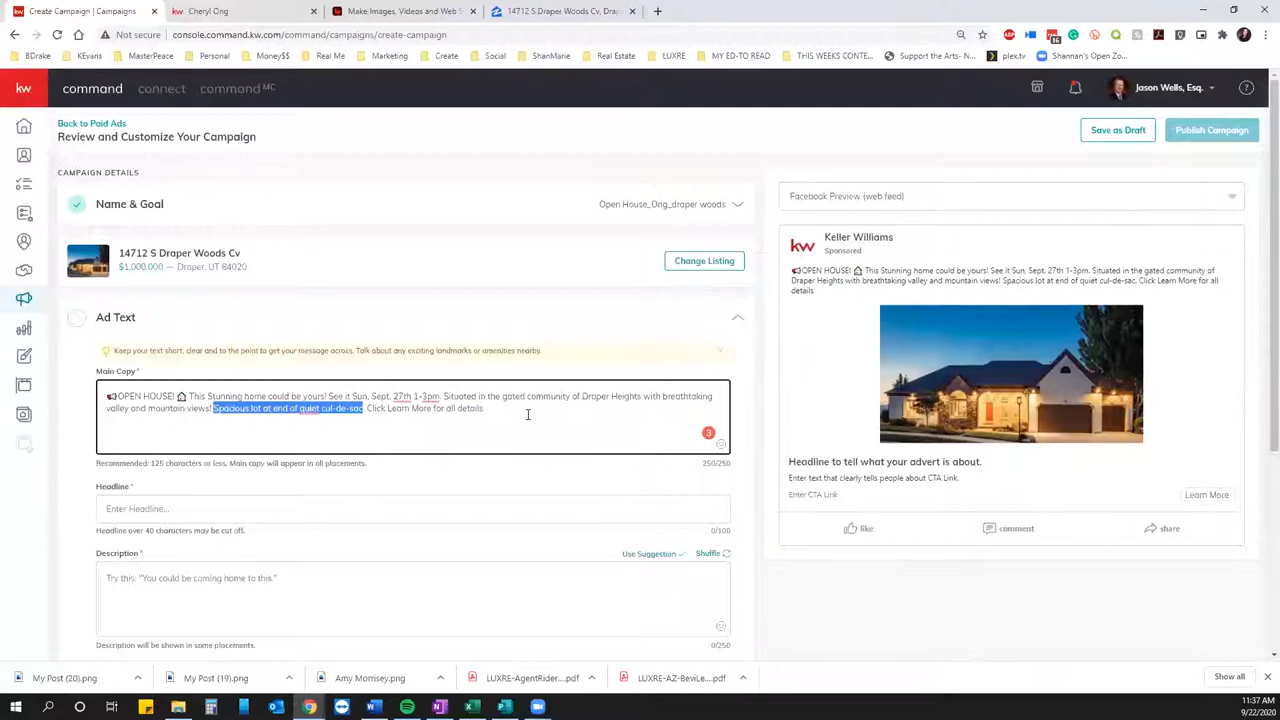 Create Campaign | Campaigns
Cheryl Ong
Make Images, Videos and Web S
14712 S Draper Woods Cv, Drap
Not secure
console.command.kw.com/command/campaigns/create-campaign
BDrake
KEvans
MasterPeace
Personal
Money$$
Real Me
Marketing
Create
Social
ShanMarie
Real Estate
LUXRE
MY ED-TO READ
THIS WEEKS CONTE...
Support the Arts- N...
plex.tv
Shannan's Open Zo...
16
kw
command
connect
command MC
Jason Wells, Esq.
Back to Paid Ads
Review and Customize Your Campaign
Save as Draft
Publish Campaign
CAMPAIGN DETAILS
Name & Goal
Open House_Ong_draper woods
14712 S Draper Woods Cv
$1,000,000 — Draper, UT 84020
Change Listing
Ad Text
Keep your text short, clear and to the point to get your message across. Talk about any exciting landmarks or amenities nearby.
Main Copy*
OPEN HOUSE! This Stunning home could be yours! See it Sun, Sept. 27th 1-3pm. Situated in the gated community of Draper Heights with breathtaking
valley and mountain views! Spacious lot at end of quiet cul-de-sac. Click Learn More for all details
3
Recommended: 125 characters or less. Main copy will appear in all placements.
250/250
Headline*
Enter Headline...
Headline over 40 characters may be cut off.
0/100
Description*
Use Suggestion
Shuffle
Try this: "You could be coming home to this."
Description will be shown in some placements.
0/250
Facebook Preview (web feed)
kw
Keller Williams
Sponsored
OPEN HOUSE! This Stunning home could be yours! See it Sun, Sept. 27th 1-3pm. Situated in the gated community of
Draper Heights with breathtaking valley and mountain views! Spacious lot at end of quiet cul-de-sac. Click Learn More for all
details
Headline to tell what your advert is about.
Enter text that clearly tells people about CTA Link.
Enter CTA Link
Learn More
like
comment
share
My Post (20).png
My Post (19).png
Amy Morrisey.png
LUXRE-AgentRider....pdf
LUXRE-AZ-BeviLe....pdf
Show all
11:37 AM
9/22/2020